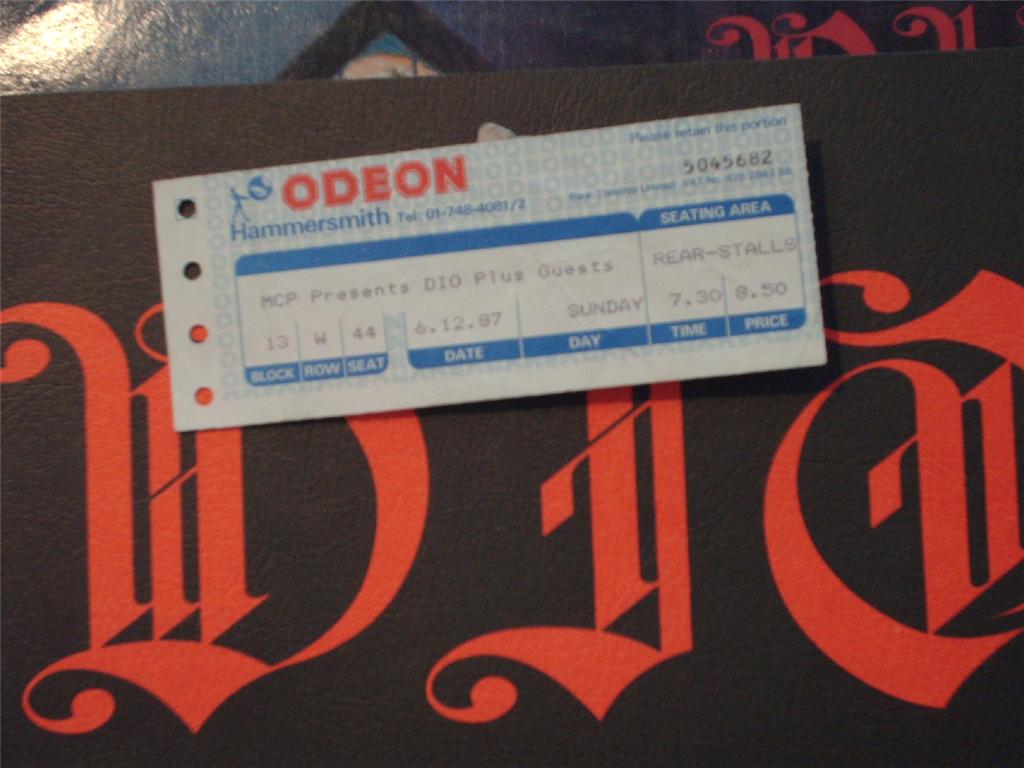 Please retain this portion
ODEON
5045682
Hammersmith Tel: 01-748-4081/2
SEATING AREA
MCP Presents DIO Plus Guests
REAR-STALLS
13 W 44 6.12.87 SUNDAY 7.30 8.50
BLOCK ROW SEAT DATE DAY TIME PRICE
DIO